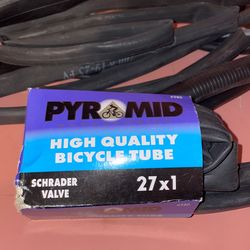 PYRAMID
HIGH QUALITY
BICYCLE TUBE
SCHRADER
VALVE
27x1